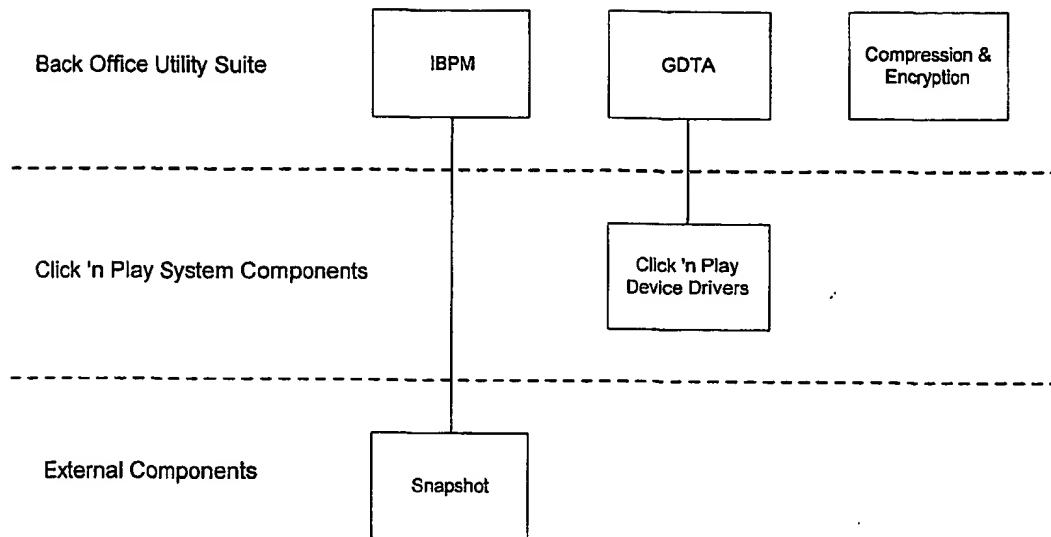 Back Office Utility Suite
IBPM
GDTA
Compression &
Encryption
Click 'n Play System Components
Click 'n Play
Device Drivers
External Components
Snapshot